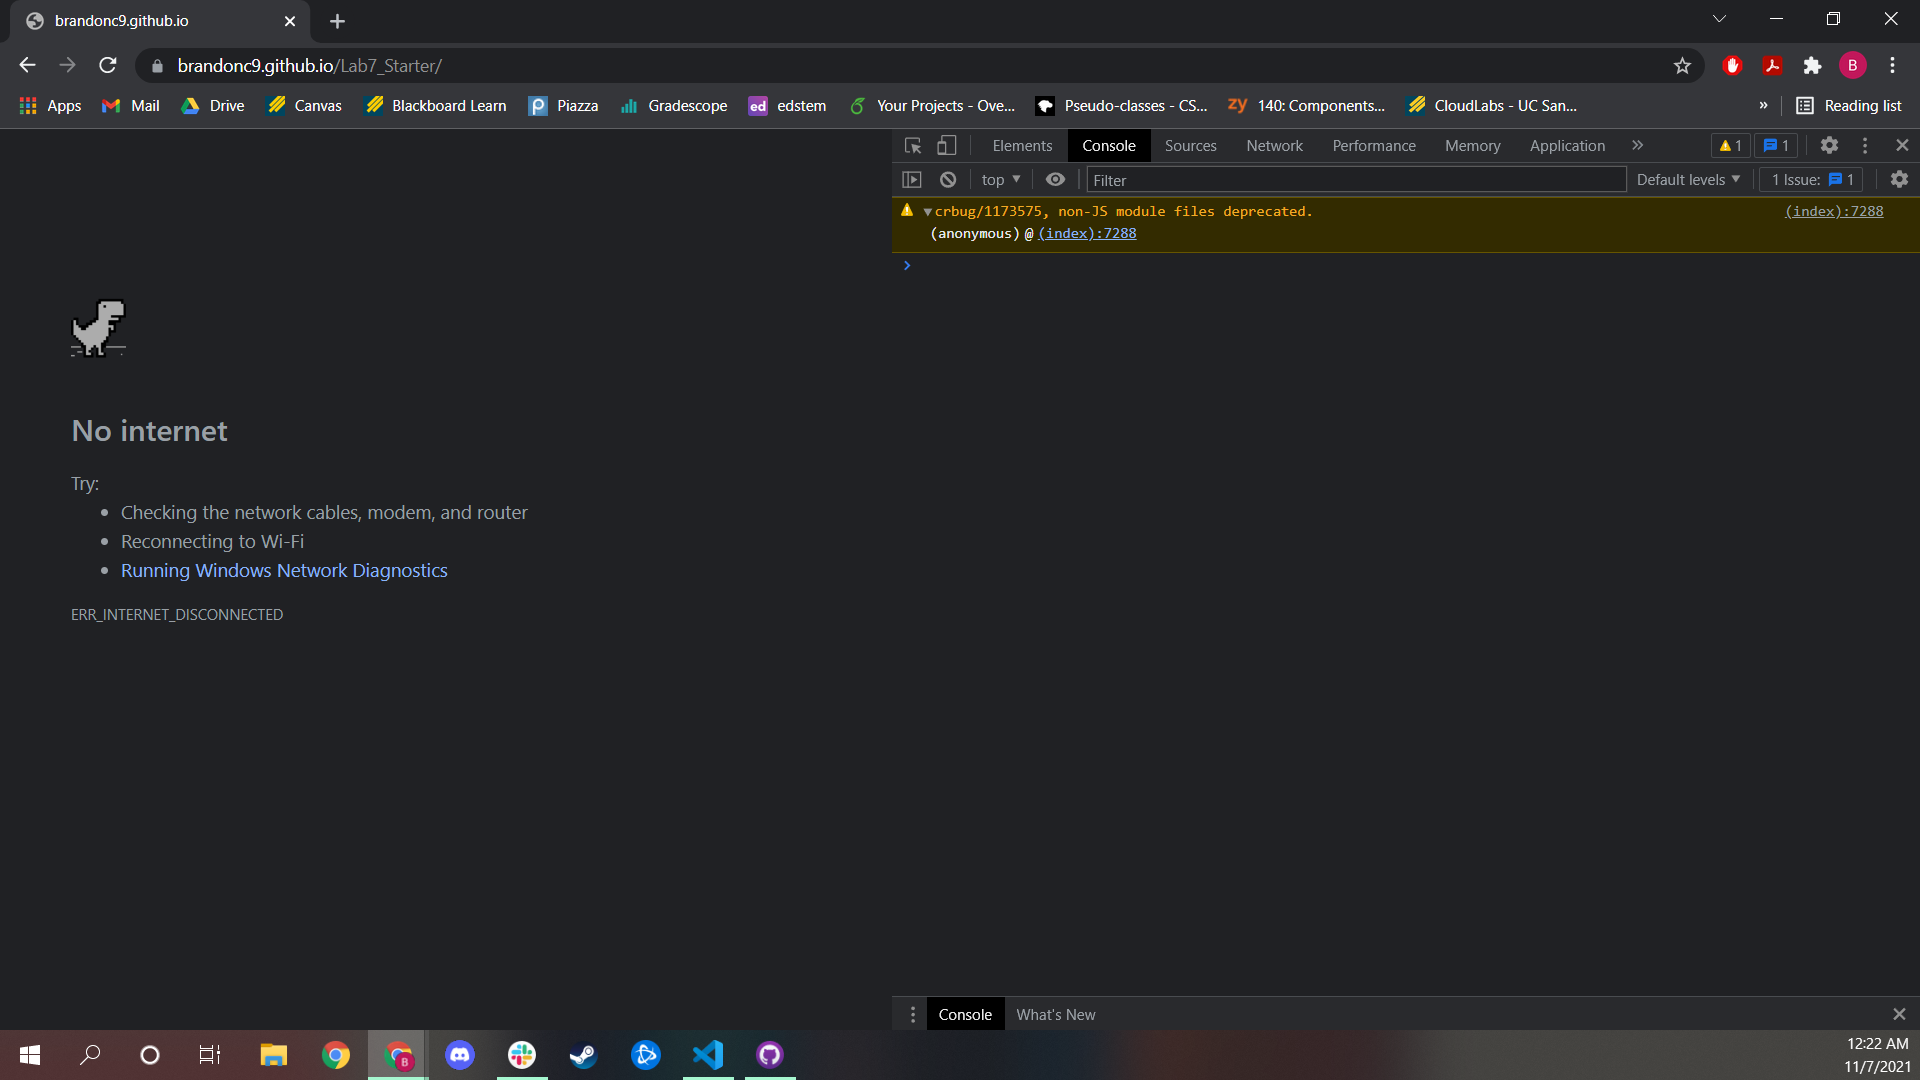 brandonc9.github.io
brandonc9.github.io/Lab7_Starter/
B
Apps Mail Drive Canvas Blackboard Learn Piazza Gradescope ed edstem Your Projects - Ove... Pseudo-classes - CS... zy 140: Components... CloudLabs - UC San... » Reading list
Elements Console Sources Network Performance Memory Application » 1 1
top Filter Default levels 1 Issue: 1
crbug/1173575, non-JS module files deprecated. (index):7288
(anonymous) @ (index):7288
No internet
Try:
• Checking the network cables, modem, and router
• Reconnecting to Wi-Fi
• Running Windows Network Diagnostics
ERR_INTERNET_DISCONNECTED
Console What's New
B
12:22 AM
11/7/2021